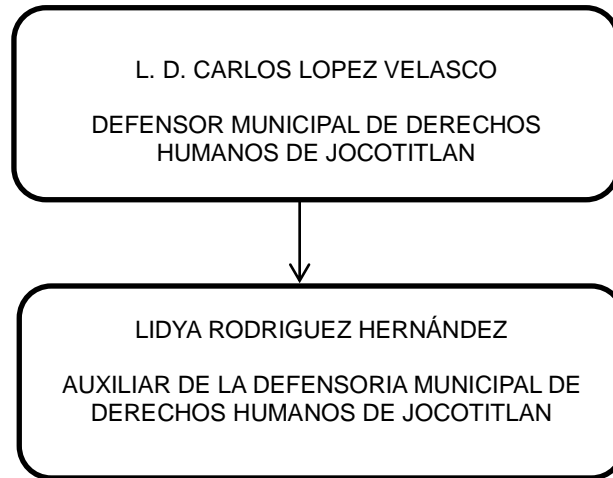 L. D. CARLOS LOPEZ VELASCO
DEFENSOR MUNICIPAL DE DERECHOS
HUMANOS DE JOCOTITLAN
LIDYA RODRIGUEZ HERNÁNDEZ
AUXILIAR DE LA DEFENSORIA MUNICIPAL DE
DERECHOS HUMANOS DE JOCOTITLAN